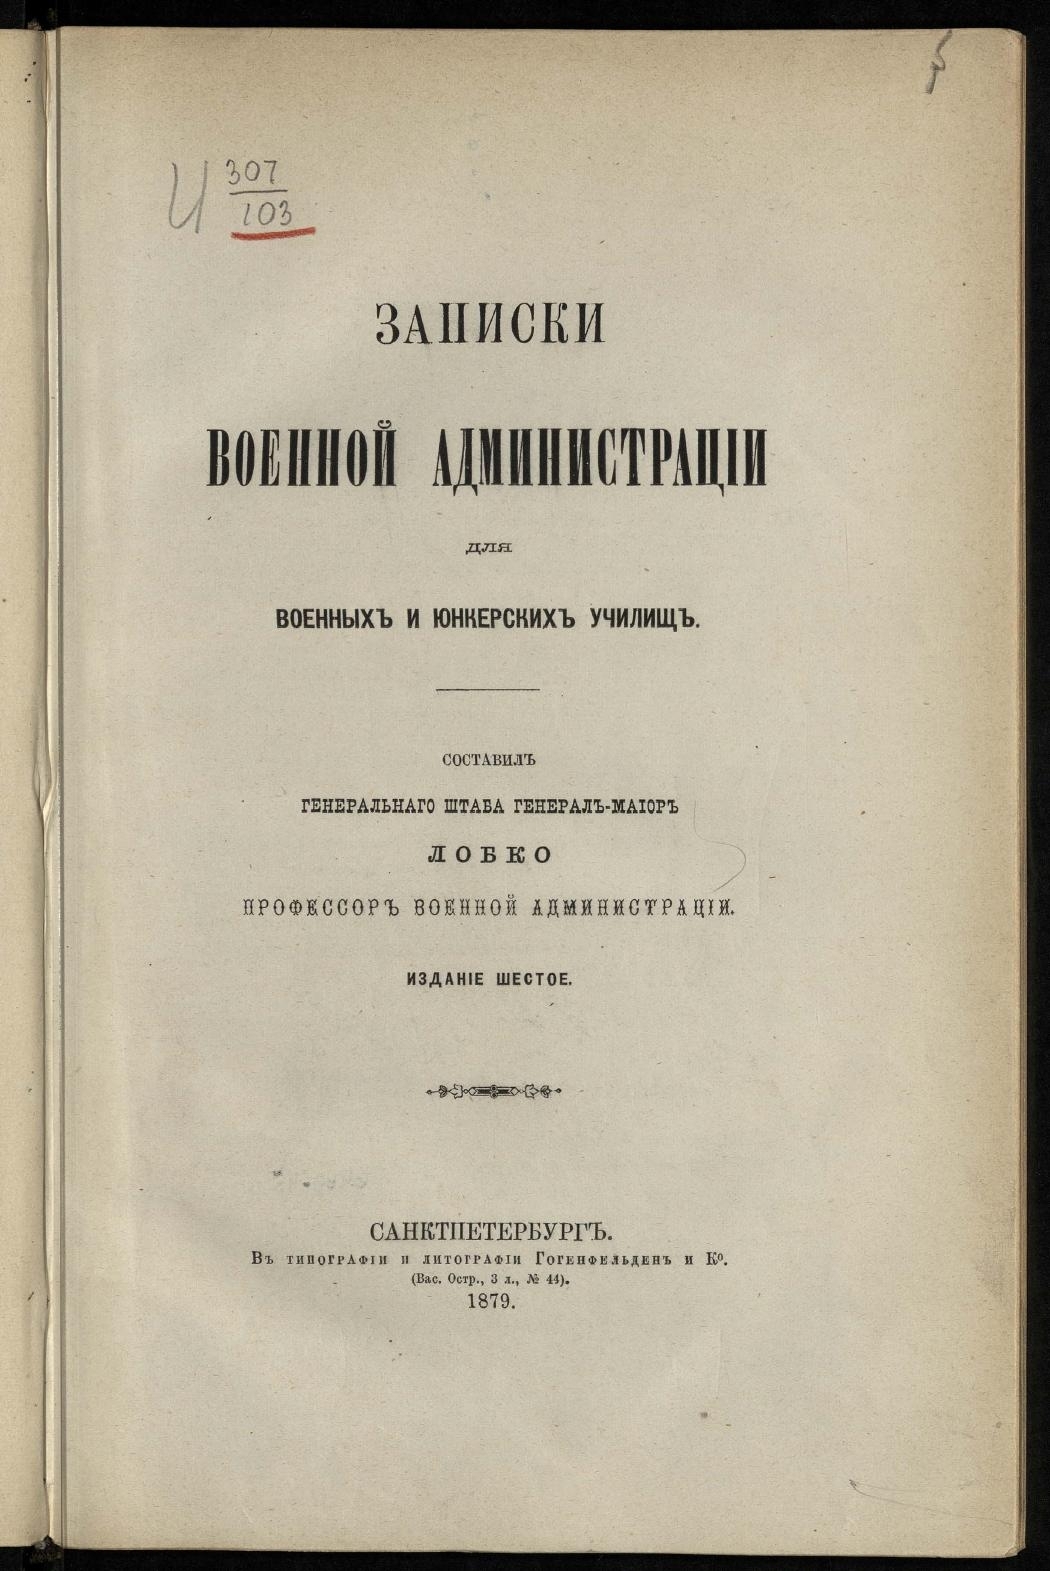 И 307
103
ЗАПИСКИ
ВОЕННОЙ АДМИНИСТРАЦІИ
для
ВОЕННЫХЪ И ЮНКЕРСКИХЪ УЧИЛИЩЪ.
СОСТАВИЛЪ
ГЕНЕРАЛЬНАГО ШТАБА ГЕНЕРАЛЪ-МАІОРЪ
ЛОБКО
ПРОФЕССОРЪ ВОЕННОЙ АДМИНИСТРАЦІИ.
ИЗДАНІЕ ШЕСТОЕ.
САНКТПЕТЕРБУРГЪ.
Въ типографіи и литографіи Гогенфельденъ и Ко.
(Вас. Остр., 3 л., № 44).
1879.